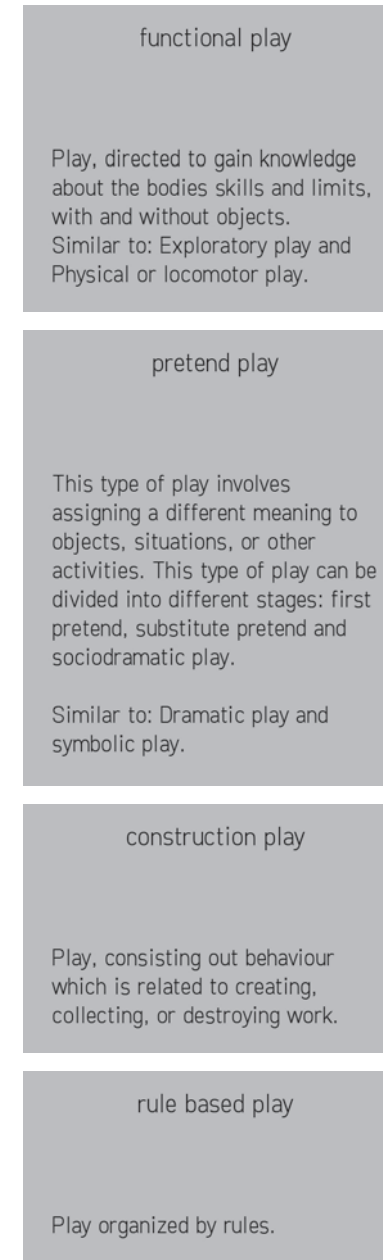 functional play
Play, directed to gain knowledge
about the bodies skills and limits,
with and without objects.
Similar to: Exploratory play and
Physical or locomotor play.
pretend play
This type of play involves
assigning a different meaning to
objects, situations, or other
activities. This type of play can be
divided into different stages: first
pretend, substitute pretend and
sociodramatic play.
Similar to: Dramatic play and
symbolic play.
construction play
Play, consisting out behaviour
which is related to creating,
collecting, or destroying work.
rule based play
Play organized by rules.